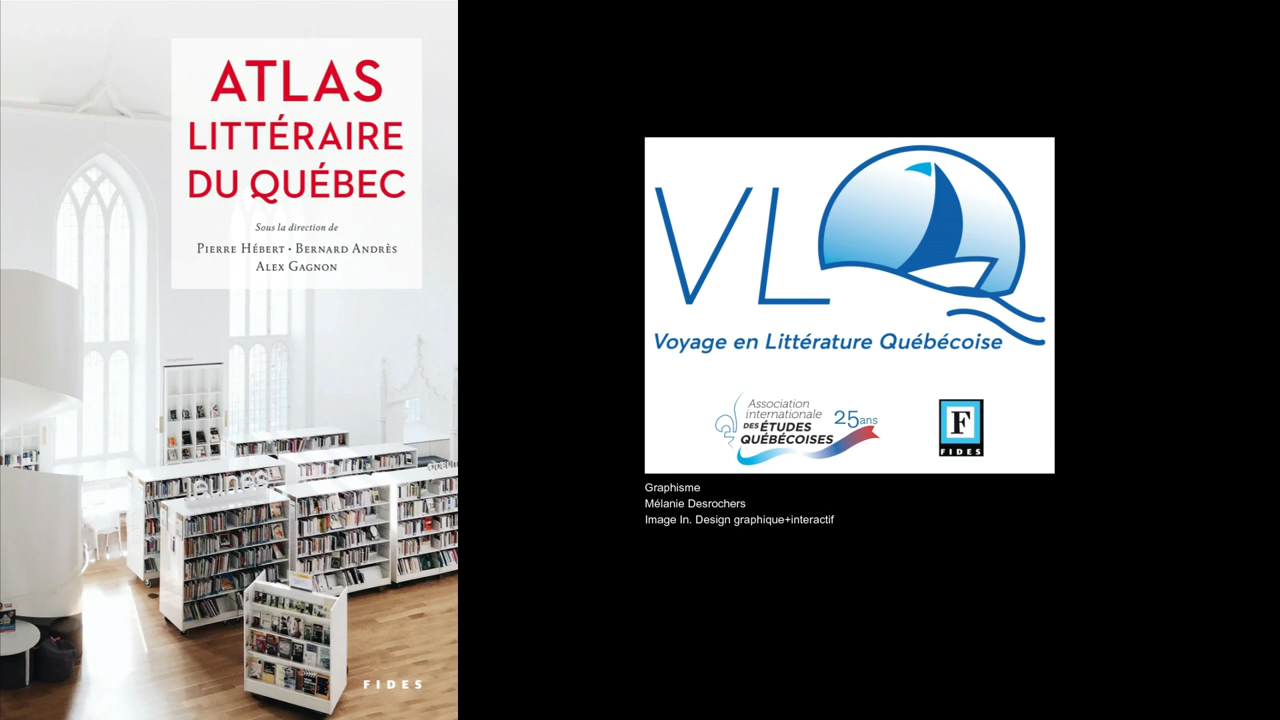 ATLAS
LITTÉRAIRE
DU QUÉBEC
Sous la direction de
PIERRE HÉBERT • BERNARD ANDRÈS
ALEX GAGNON
Jeunes
FIDES
VLQ
Voyage en Littérature Québécoise
Association
internationale
DES ÉTUDES
QUÉBÉCOISES
25ans
F
FIDES
Graphisme
Mélanie Desrochers
Image In. Design graphique+interactif